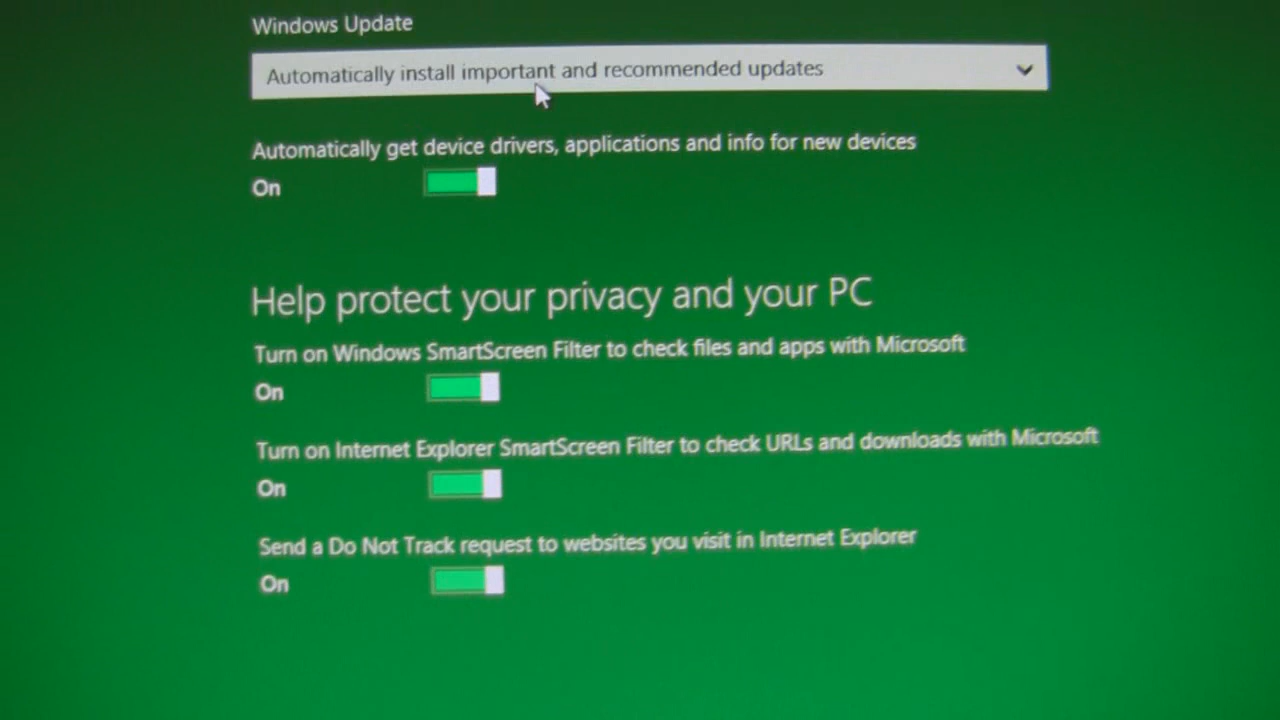 Windows Update
Automatically install important and recommended updates
Automatically get device drivers, applications and info for new devices
On
Help protect your privacy and your PC
Turn on Windows SmartScreen Filter to check files and apps with Microsoft
On
Turn on Internet Explorer SmartScreen Filter to check URLs and downloads with Microsoft
On
Send a Do Not Track request to websites you visit in Internet Explorer
On